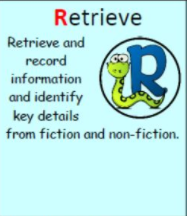 Retrieve
Retrieve and
record
information
and identify
key details
from fiction and non-fiction.
R